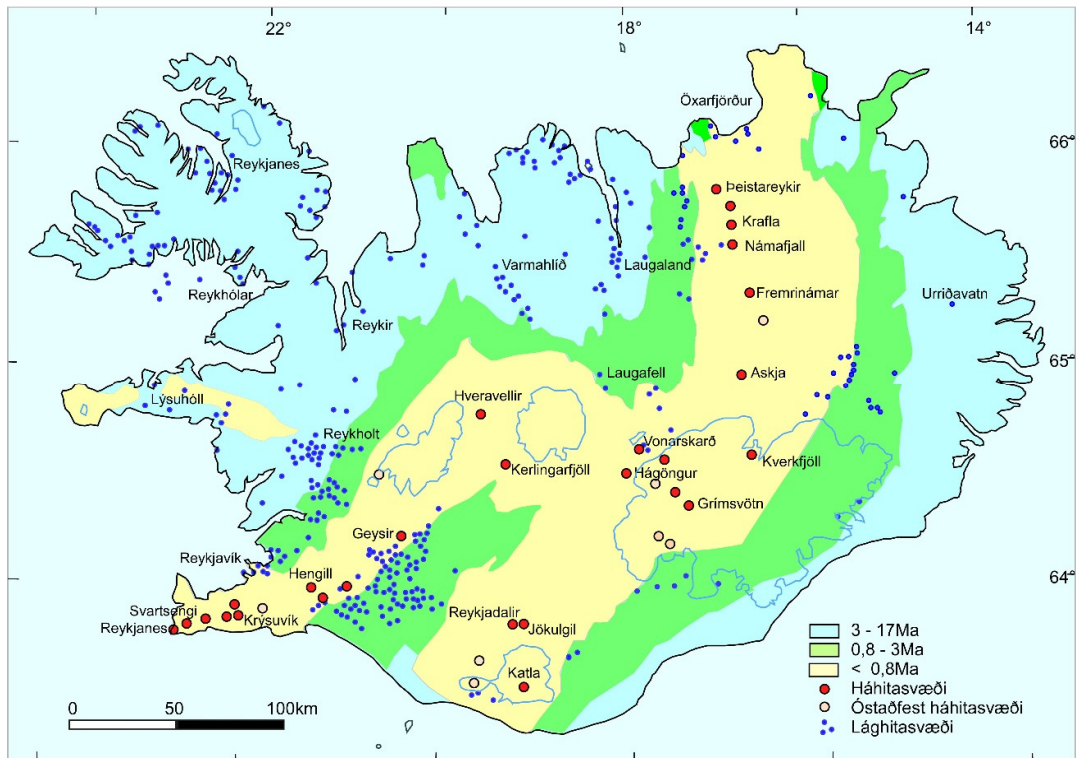 22° 18° 14°
Öxarfjörður
66°
Reykjanes
Þeistareykir
Krafla
Námafjall
Varmahlíð
Laugaland
Reykhólar
Fremrinámar
Urriðavatn
Reykir
65°
Laugafell
Askja
Lýsuhóll
Hveravellir
Reykholt
Vonarskarð
Kerlingarfjöll
Hágöngur
Kverkfjöll
Grímsvötn
Geysir
Reykjavík
Hengill
64°
Svartsengi
Krýsuvík
Reykjadalir
Jökulgil
Reykjanes
3 - 17Ma
0,8 - 3Ma
< 0,8Ma
Katla
Háhitasvæði
Óstaðfest háhitasvæði
Lághitasvæði
0 50 100km